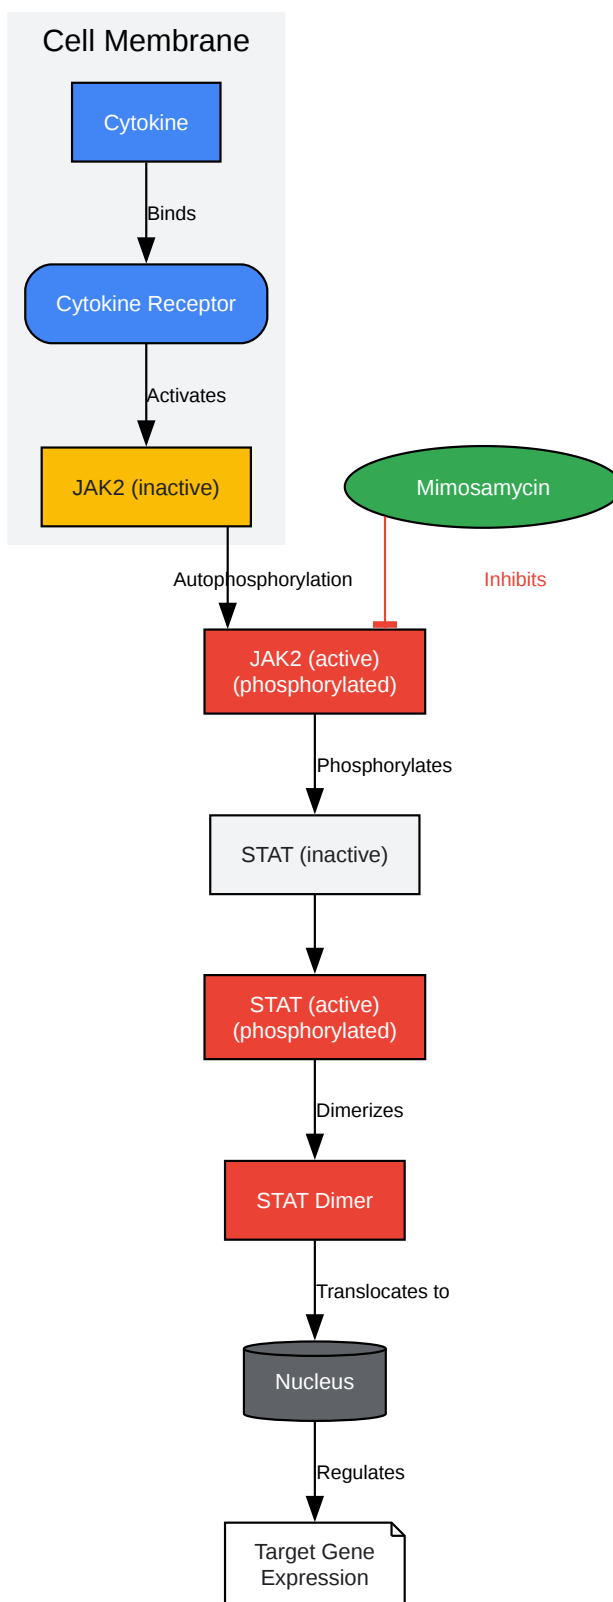 Cell Membrane
Cytokine
Binds
Cytokine Receptor
Activates
JAK2 (inactive)
Mimosamycin
Autophosphorylation
Inhibits
JAK2 (active)
(phosphorylated)
Phosphorylates
STAT (inactive)
STAT (active)
(phosphorylated)
Dimerizes
STAT Dimer
Translocates to
Nucleus
Regulates
Target Gene
Expression